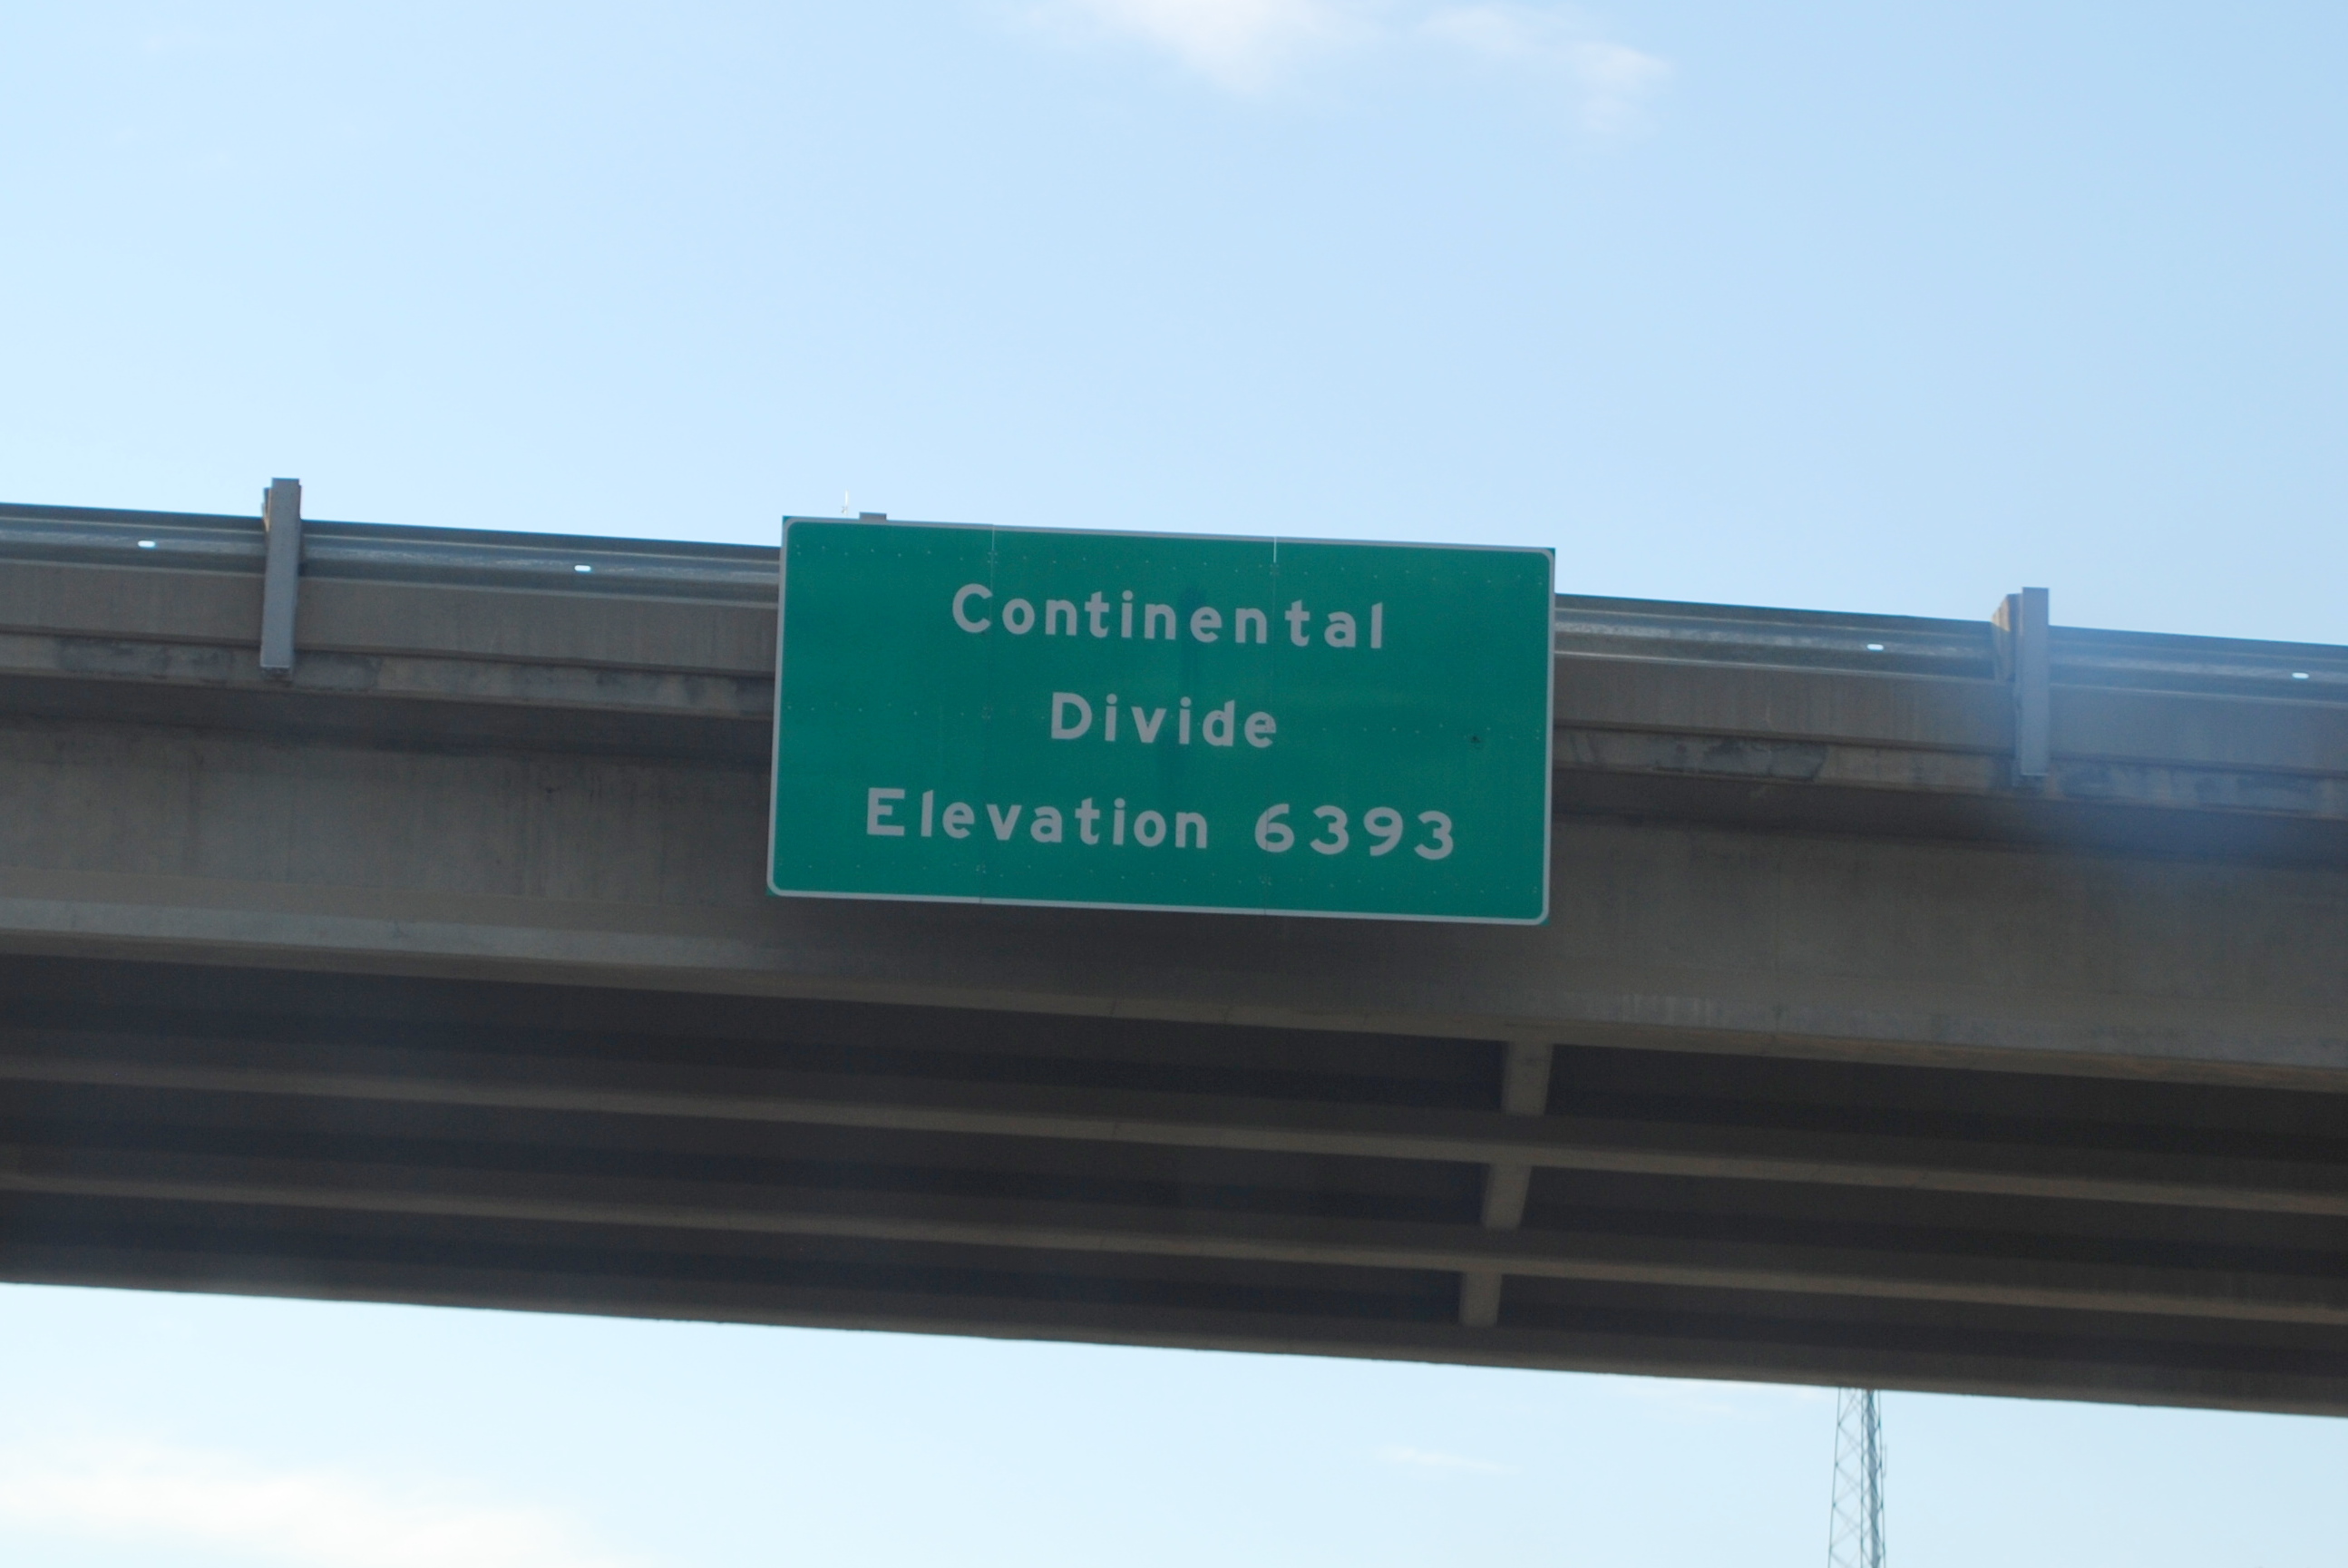 Continental
Divide
Elevation 6393